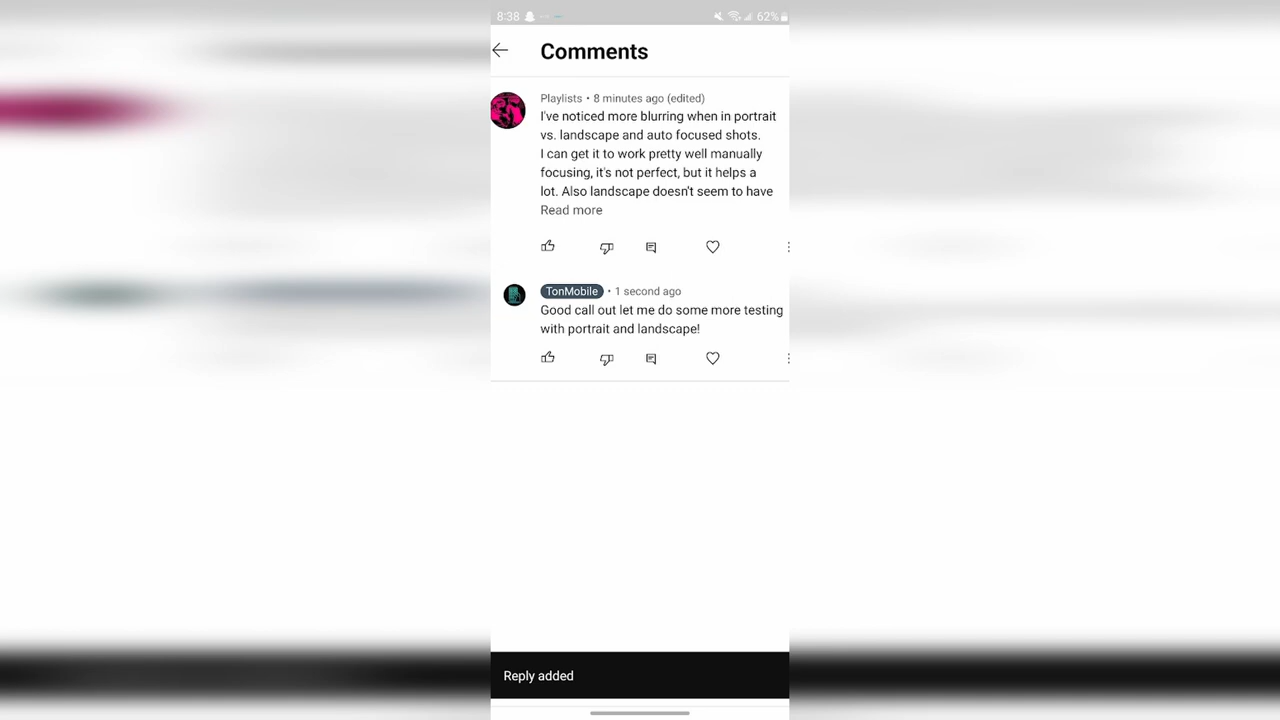 8:38
62%
Comments
Playlists • 8 minutes ago (edited)
I've noticed more blurring when in portrait
vs. landscape and auto focused shots.
I can get it to work pretty well manually
focusing, it's not perfect, but it helps a
lot. Also landscape doesn't seem to have
Read more
TonMobile • 1 second ago
Good call out let me do some more testing
with portrait and landscape!
Reply added